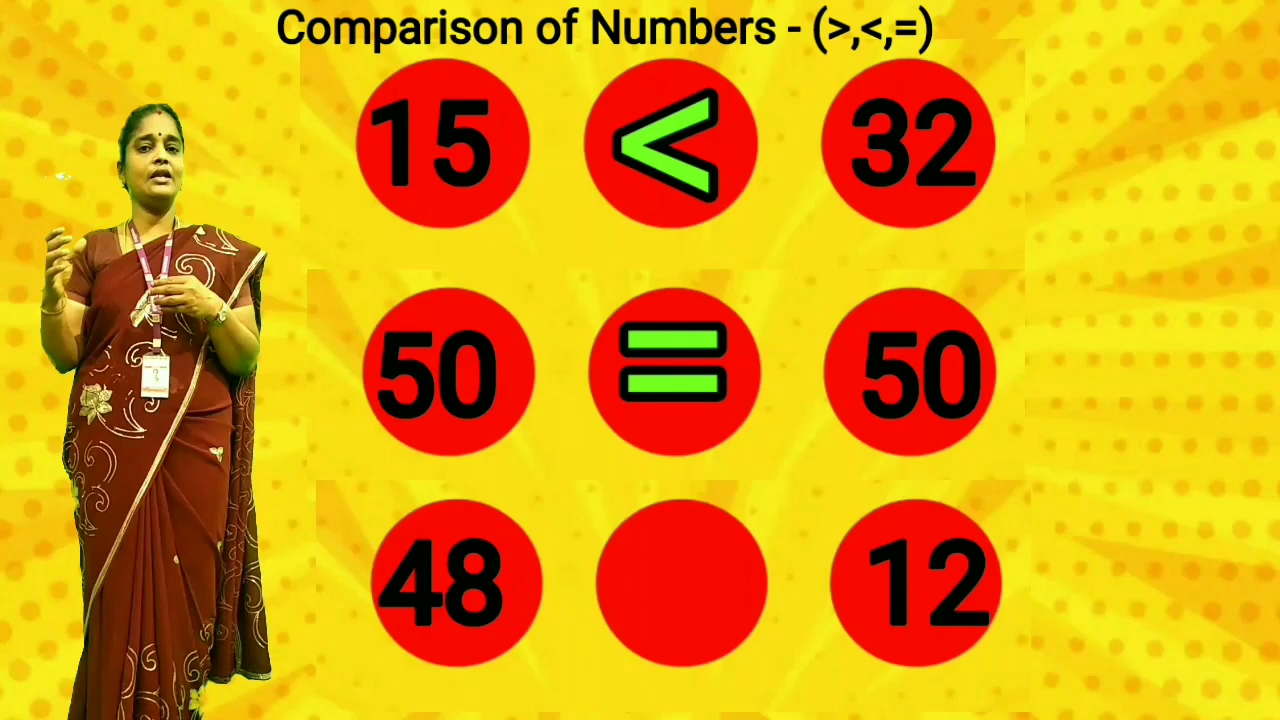 Comparison of Numbers - (>,<,=)
15 < 32
50 = 50
48 12